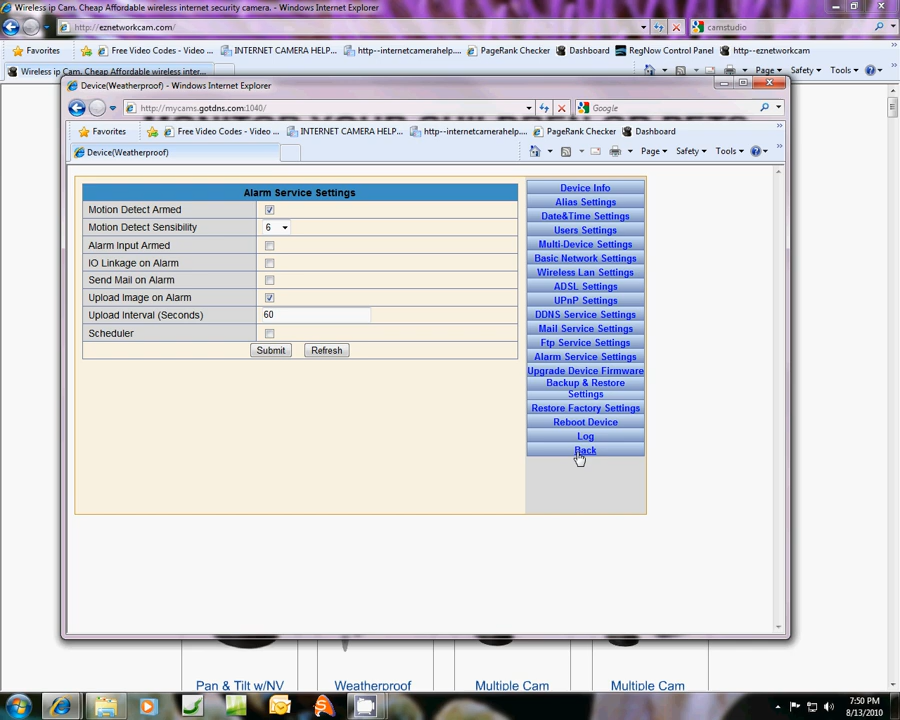 Wireless ip Cam. Cheap Affordable wireless internet security camera. - Windows Internet Explorer
http://eznetworkcam.com/
camstudio
Favorites
Free Video Codes - Video ...
INTERNET CAMERA HELP...
http--internetcamerahelp....
PageRank Checker
Dashboard
RegNow Control Panel
http--eznetworkcam
Wireless ip Cam. Cheap Affordable wireless inter...
Page
Safety
Tools
Device(Weatherproof) - Windows Internet Explorer
http://mycams.gotdns.com:1040/
Google
Favorites
Free Video Codes - Video ...
INTERNET CAMERA HELP...
http--internetcamerahelp....
PageRank Checker
Dashboard
Device(Weatherproof)
Page
Safety
Tools
Alarm Service Settings
Motion Detect Armed
Motion Detect Sensibility 6
Alarm Input Armed
IO Linkage on Alarm
Send Mail on Alarm
Upload Image on Alarm
Upload Interval (Seconds) 60
Scheduler
Submit Refresh
Device Info
Alias Settings
Date&Time Settings
Users Settings
Multi-Device Settings
Basic Network Settings
Wireless Lan Settings
ADSL Settings
UPnP Settings
DDNS Service Settings
Mail Service Settings
Ftp Service Settings
Alarm Service Settings
Upgrade Device Firmware
Backup & Restore
Settings
Restore Factory Settings
Reboot Device
Log
Back
Pan & Tilt w/NV
Weatherproof
Multiple Cam
Multiple Cam
7:50 PM
8/13/2010